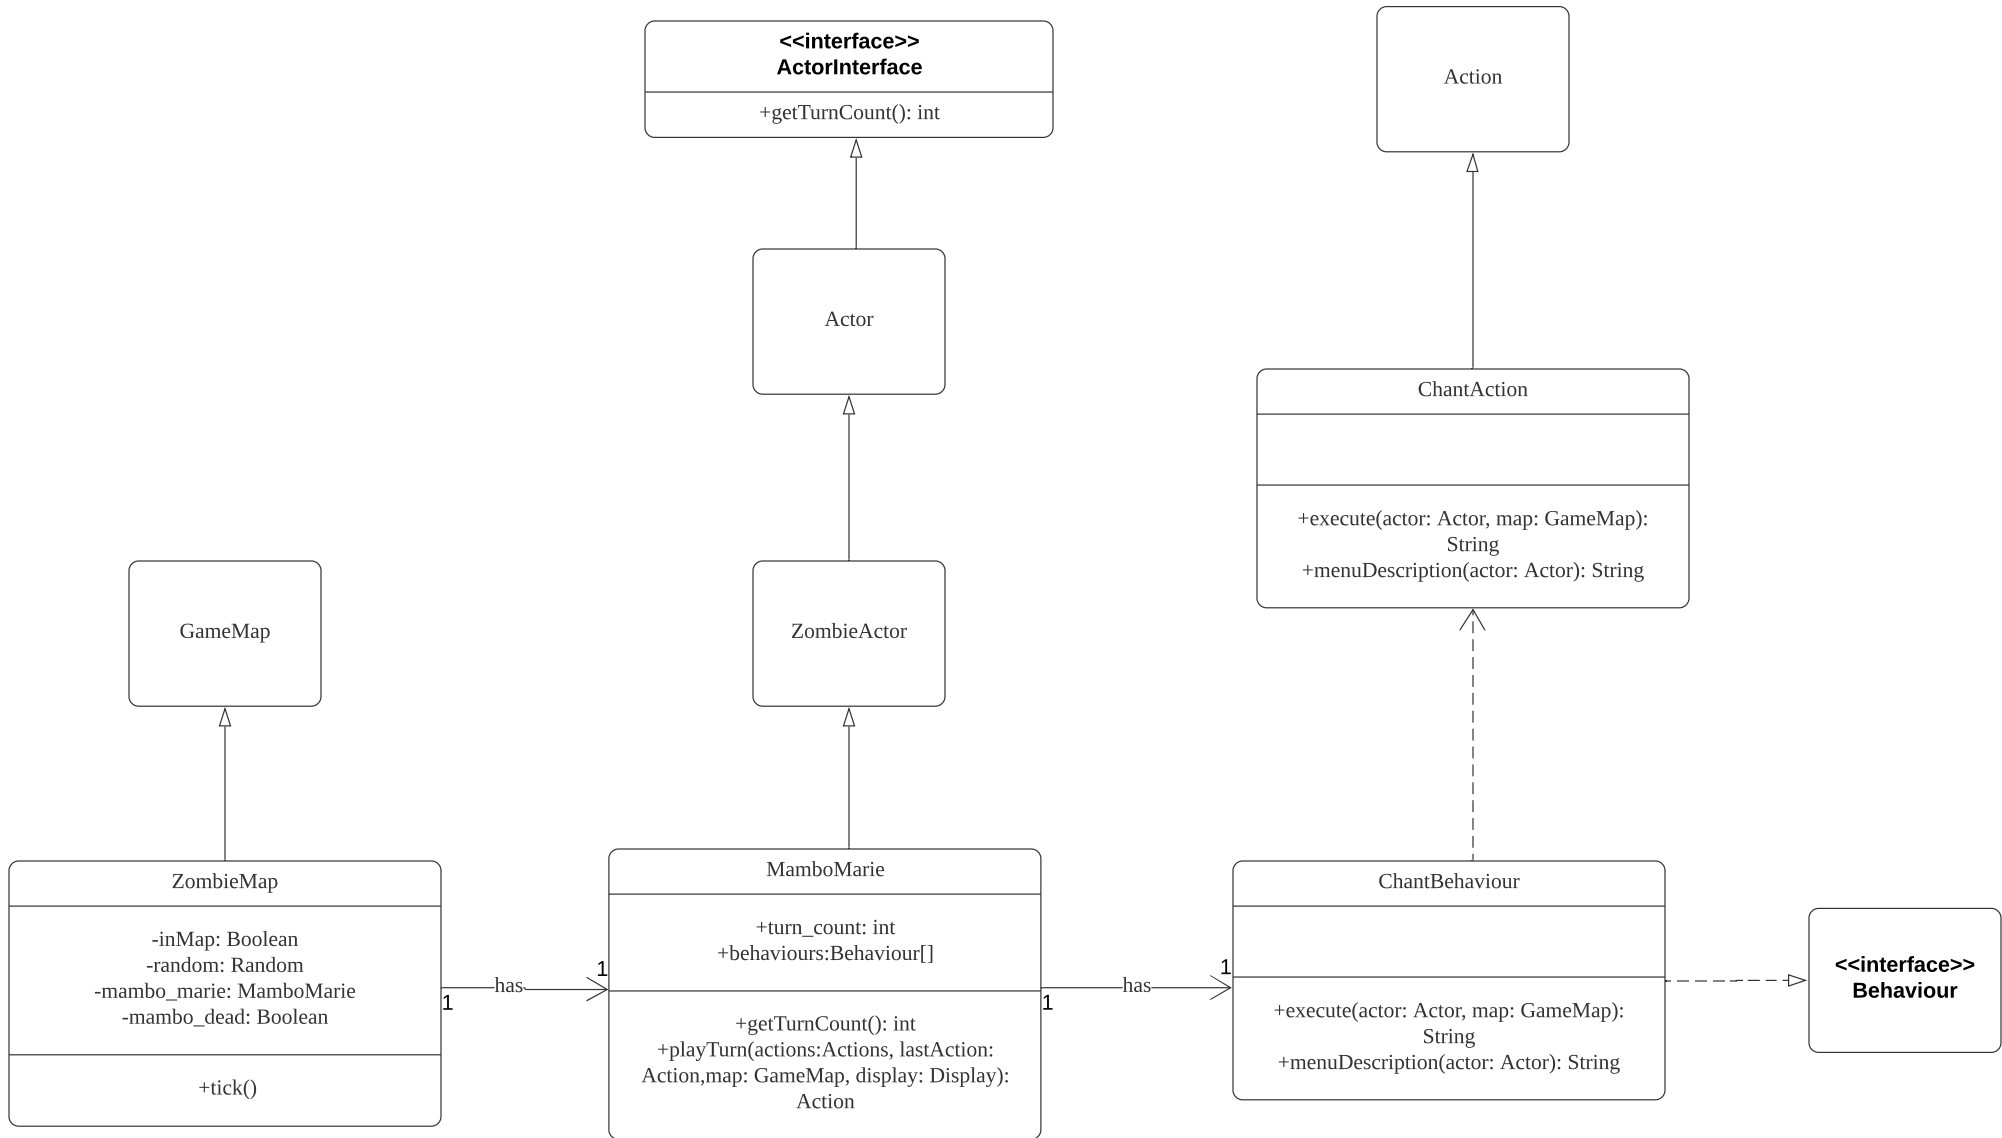 <<interface>>
ActorInterface
+getTurnCount(): int
Action
Actor
ChantAction
+execute(actor: Actor, map: GameMap):
String
+menuDescription(actor: Actor): String
GameMap
ZombieActor
ZombieMap
-inMap: Boolean
-random: Random
-mambo_marie: MamboMarie
-mambo_dead: Boolean
+tick()
1
has
1
MamboMarie
+turn_count: int
+behaviours:Behaviour[]
+getTurnCount(): int
+playTurn(actions:Actions, lastAction:
Action,map: GameMap, display: Display):
Action
1
has
1
ChantBehaviour
+execute(actor: Actor, map: GameMap):
String
+menuDescription(actor: Actor): String
<<interface>>
Behaviour